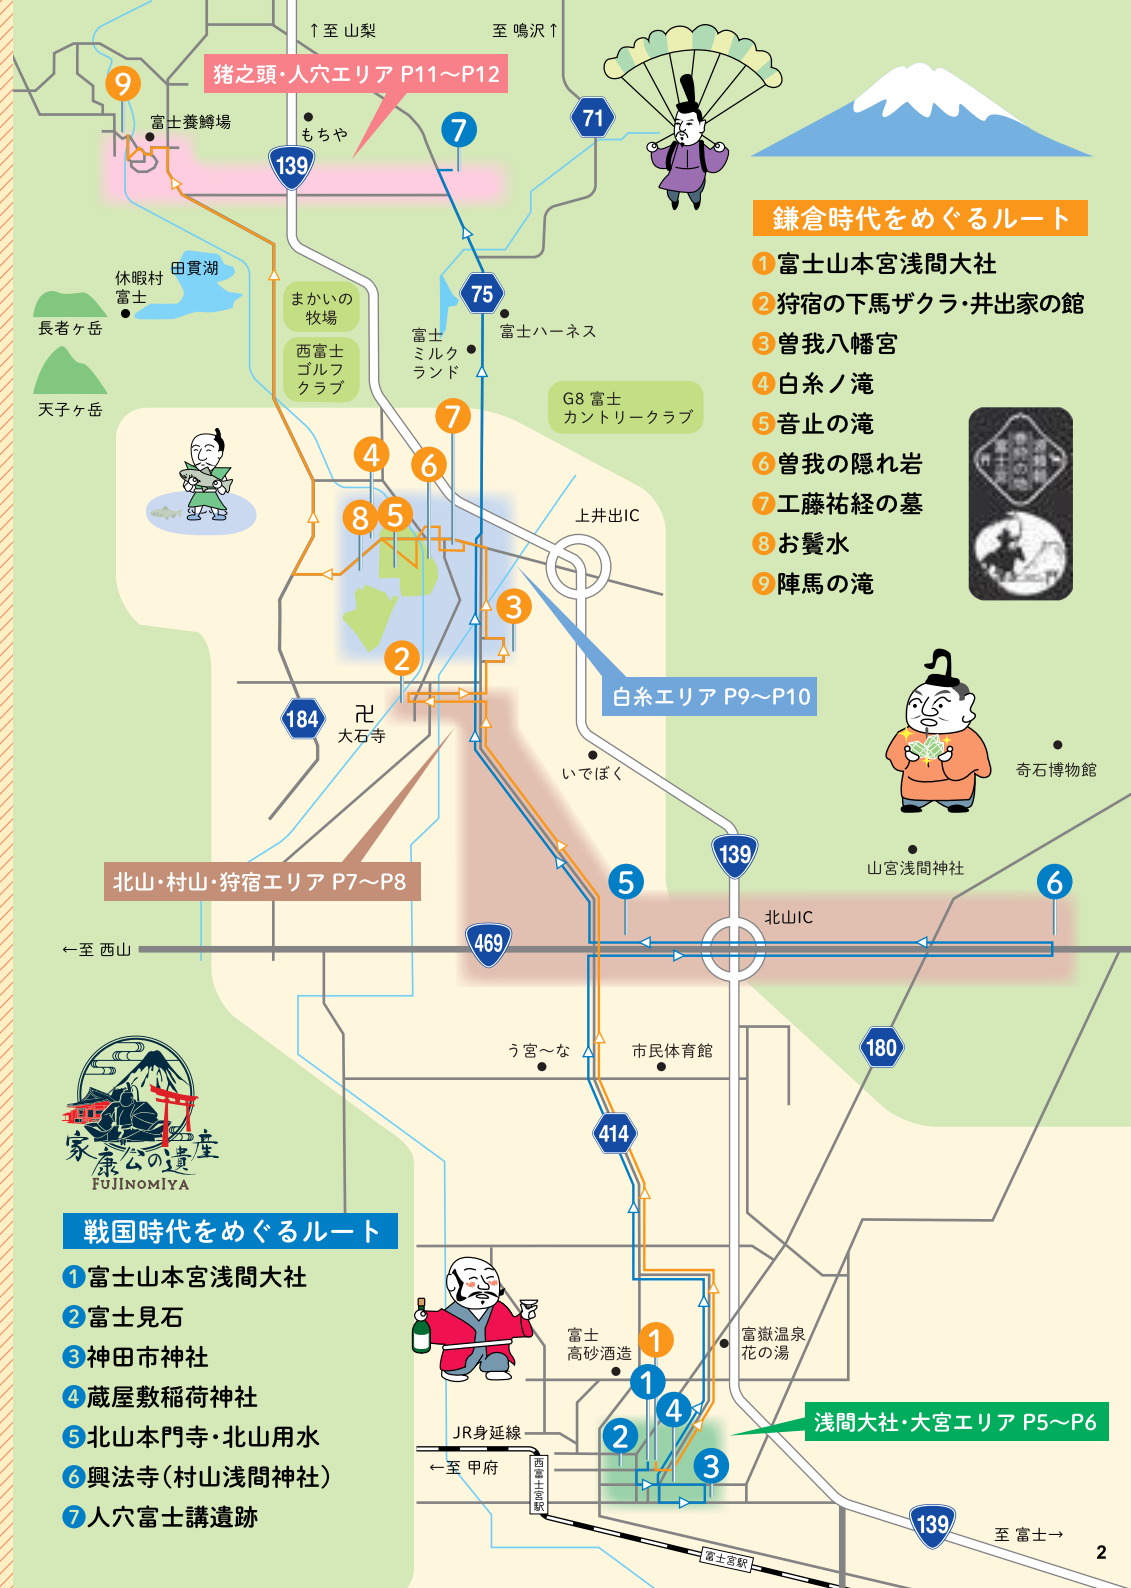 ↑至 山梨
至 鳴沢↑
猪之頭・人穴エリア P11〜P12
9
富士養鱒場
もちや
7
71
139
鎌倉時代をめぐるルート
1富士山本宮浅間大社
2狩宿の下馬ザクラ・井出家の館
3曽我八幡宮
4白糸ノ滝
5音止の滝
6曽我の隠れ岩
7工藤祐経の墓
8お鬢水
9陣馬の滝
田貫湖
休暇村
富士
長者ヶ岳
天子ヶ岳
まかいの
牧場
西富士
ゴルフ
クラブ
75
富士ハーネス
富士
ミルク
ランド
G8 富士
カントリークラブ
7
4
6
8
5
上井出IC
3
2
白糸エリア P9〜P10
184
卍
大石寺
いでぼく
奇石博物館
139
山宮浅間神社
北山・村山・狩宿エリア P7〜P8
5
6
北山IC
469
←至 西山
う宮〜な
市民体育館
180
414
家康公の遺産
FUJINOMIYA
戦国時代をめぐるルート
1富士山本宮浅間大社
2富士見石
3神田市神社
4蔵屋敷稲荷神社
5北山本門寺・北山用水
6興法寺（村山浅間神社）
7人穴富士講遺跡
富士
高砂酒造
1
富嶽温泉
花の湯
1
4
2
3
浅間大社・大宮エリア P5〜P6
JR身延線
←至 甲府
西富士宮駅
富士宮駅
139
至 富士→
2